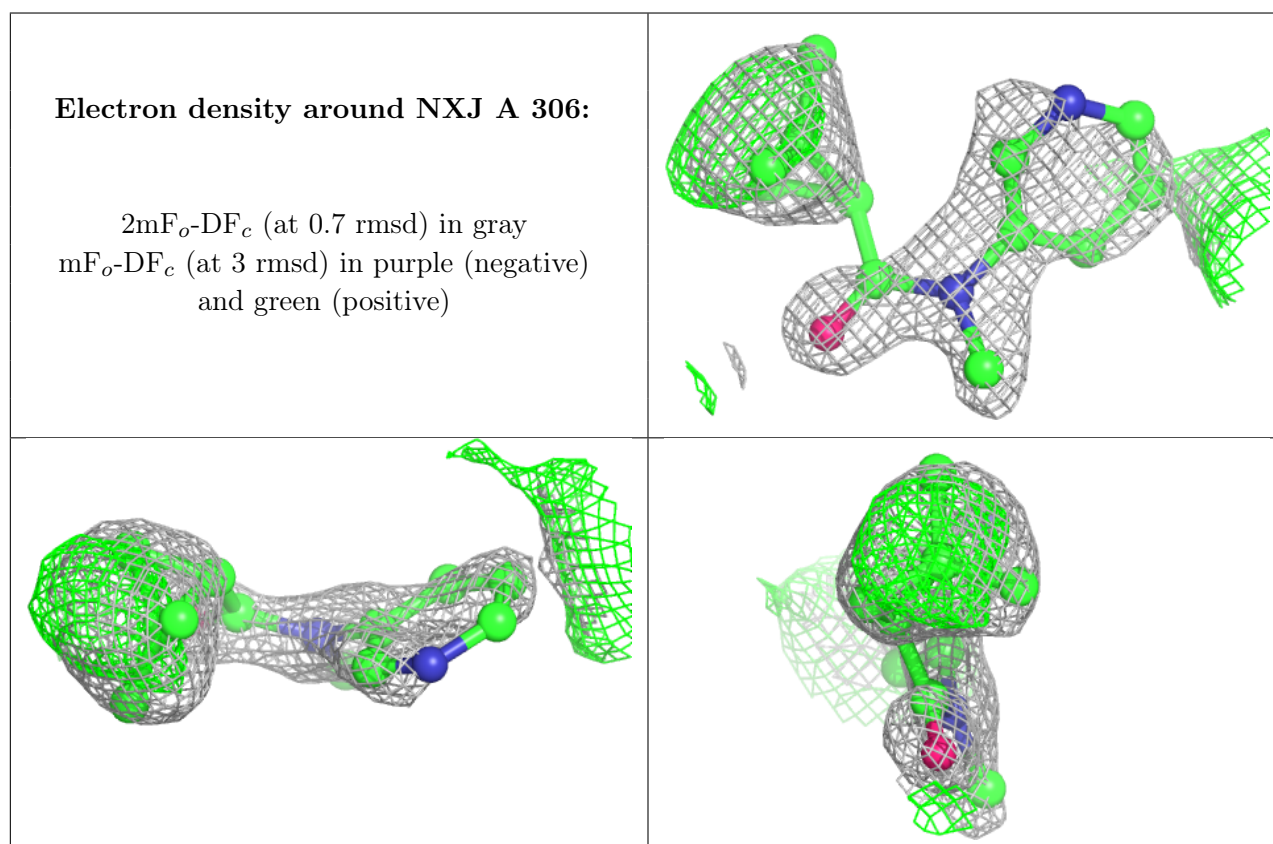 Electron density around NXJ A 306:
2mFo-DFc (at 0.7 rmsd) in gray
mFo-DFc (at 3 rmsd) in purple (negative)
and green (positive)